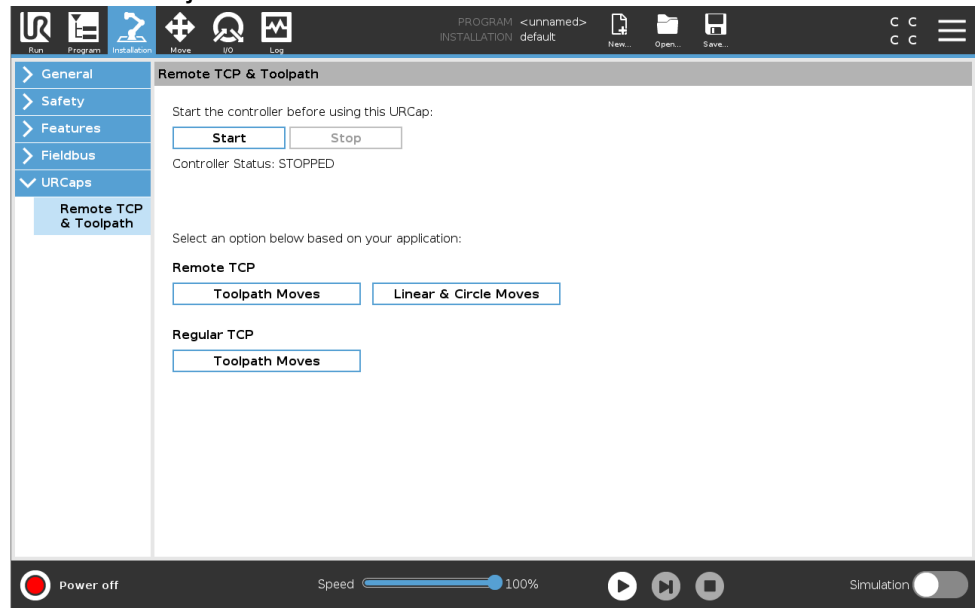 PROGRAM <unnamed>
INSTALLATION default
C C
C C
UR
Run
Program
Installation
Move
I/O
Log
New...
Open...
Save...
General
Safety
Features
Fieldbus
URCaps
Remote TCP
& Toolpath
Remote TCP & Toolpath
Start the controller before using this URCap:
Start
Stop
Controller Status: STOPPED
Select an option below based on your application:
Remote TCP
Toolpath Moves
Linear & Circle Moves
Regular TCP
Toolpath Moves
Power off
Speed
100%
Simulation